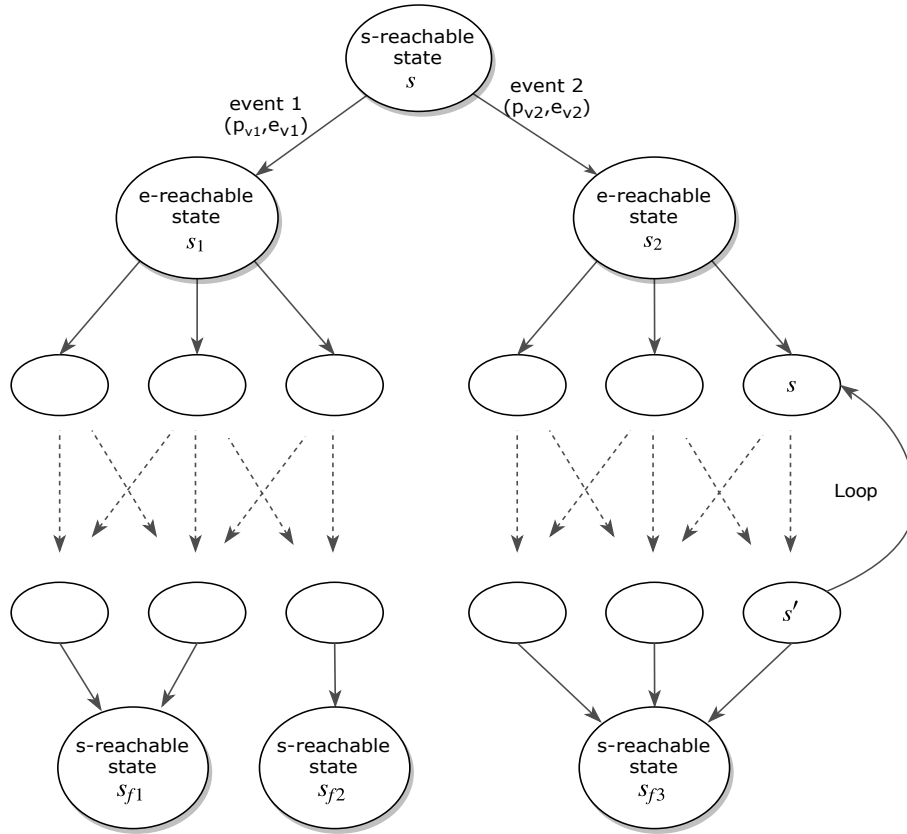 s-reachable
state
s
event 1
(pv1,ev1)
event 2
(pv2,ev2)
e-reachable
state
s1
e-reachable
state
s2
s
Loop
s′
s-reachable
state
sf1
s-reachable
state
sf2
s-reachable
state
sf3